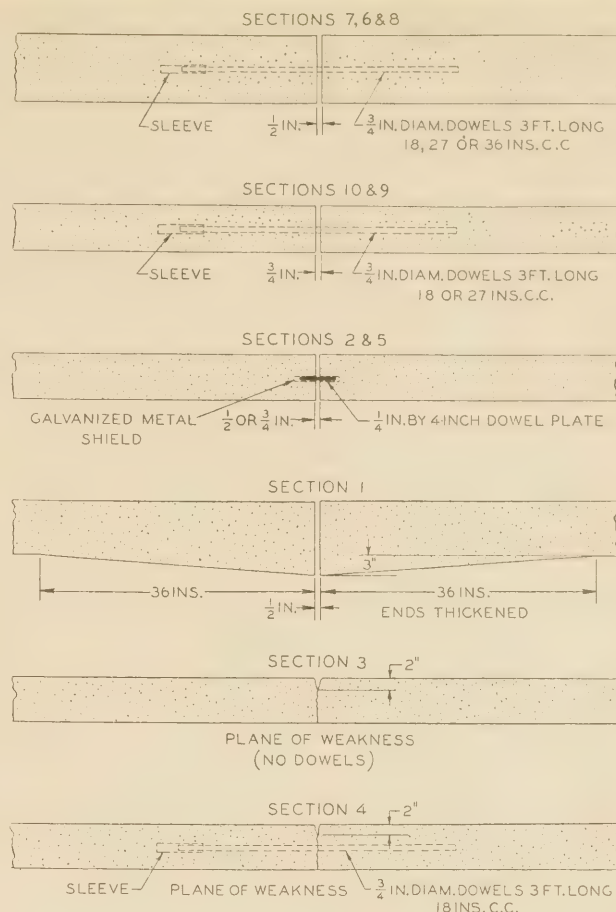 SECTIONS 7,6&8
SLEEVE
1/2 IN.
3/4 IN. DIAM. DOWELS 3 FT. LONG
18, 27 OR 36 INS. C.C
SECTIONS 10&9
SLEEVE
3/4 IN.
3/4 IN. DIAM. DOWELS 3 FT. LONG
18 OR 27 INS. C.C.
SECTIONS 2 & 5
GALVANIZED METAL
SHIELD
1/2 OR 3/4 IN.
1/4 IN. BY 4-INCH DOWEL PLATE
SECTION 1
3"
36 INS.
36 INS.
1/2 IN.
ENDS THICKENED
SECTION 3
2"
PLANE OF WEAKNESS
(NO DOWELS)
SECTION 4
2"
SLEEVE
PLANE OF WEAKNESS
3/4 IN. DIAM. DOWELS 3 FT. LONG
18 INS. C.C.